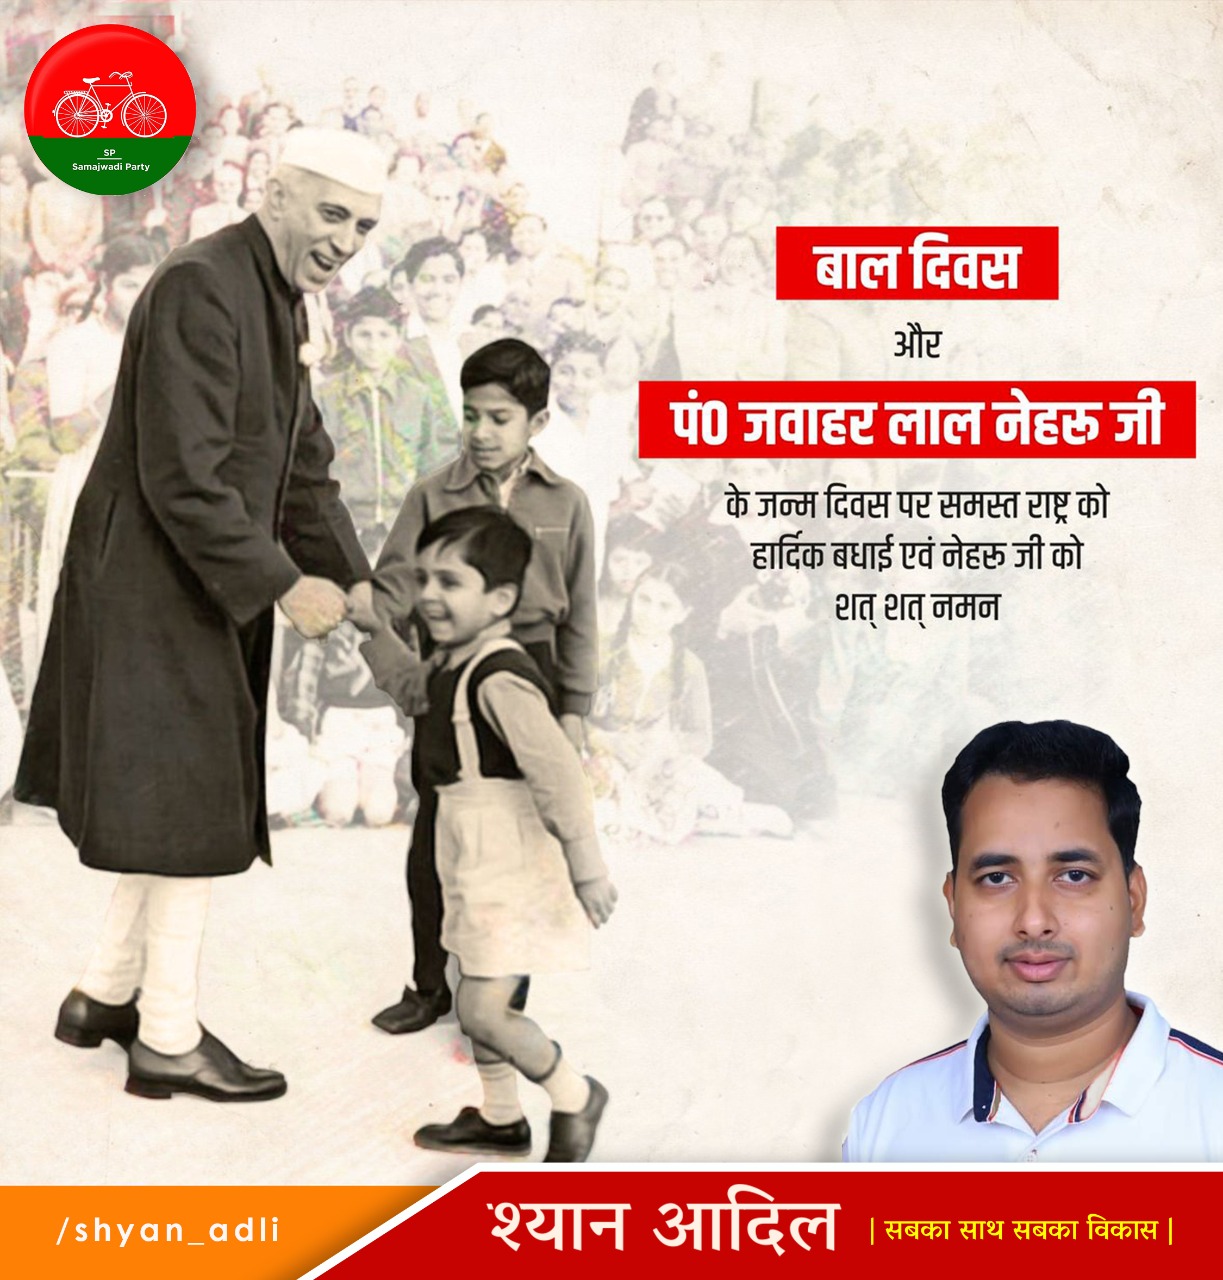 SP
Samajwadi Party
बाल दिवस
और
पं0 जवाहर लाल नेहरू जी
के जन्म दिवस पर समस्त राष्ट्र को
हार्दिक बधाई एवं नेहरू जी को
शत् शत् नमन
/shyan_adli
श्यान आदिल
| सबका साथ सबका विकास |